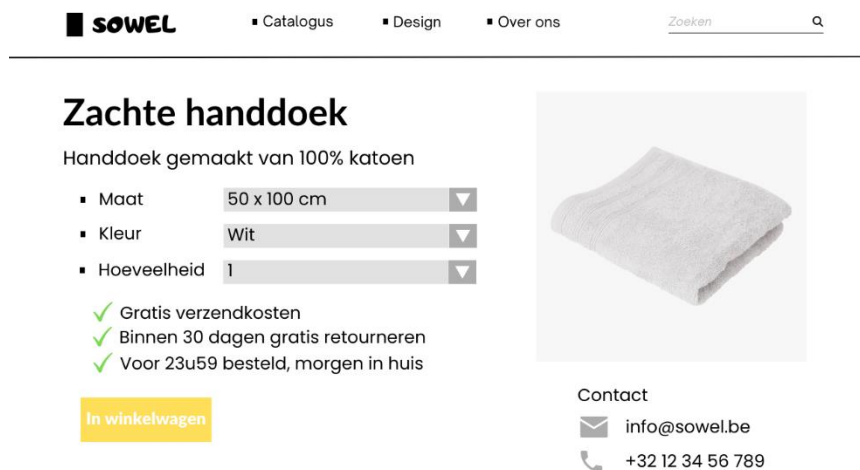 SOWEL
Catalogus
Design
Over ons
Zoeken
Zachte handdoek
Handdoek gemaakt van 100% katoen
Maat 50 x 100 cm
Kleur Wit
Hoeveelheid 1
Gratis verzendkosten
Binnen 30 dagen gratis retourneren
Voor 23u59 besteld, morgen in huis
In winkelwagen
Contact
info@sowel.be
+32 12 34 56 789